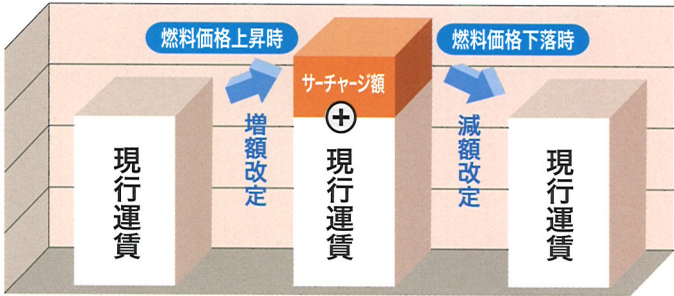 燃料価格上昇時
燃料価格下落時
サーチャージ額
+
増額改定
減額改定
現行運賃
現行運賃
現行運賃